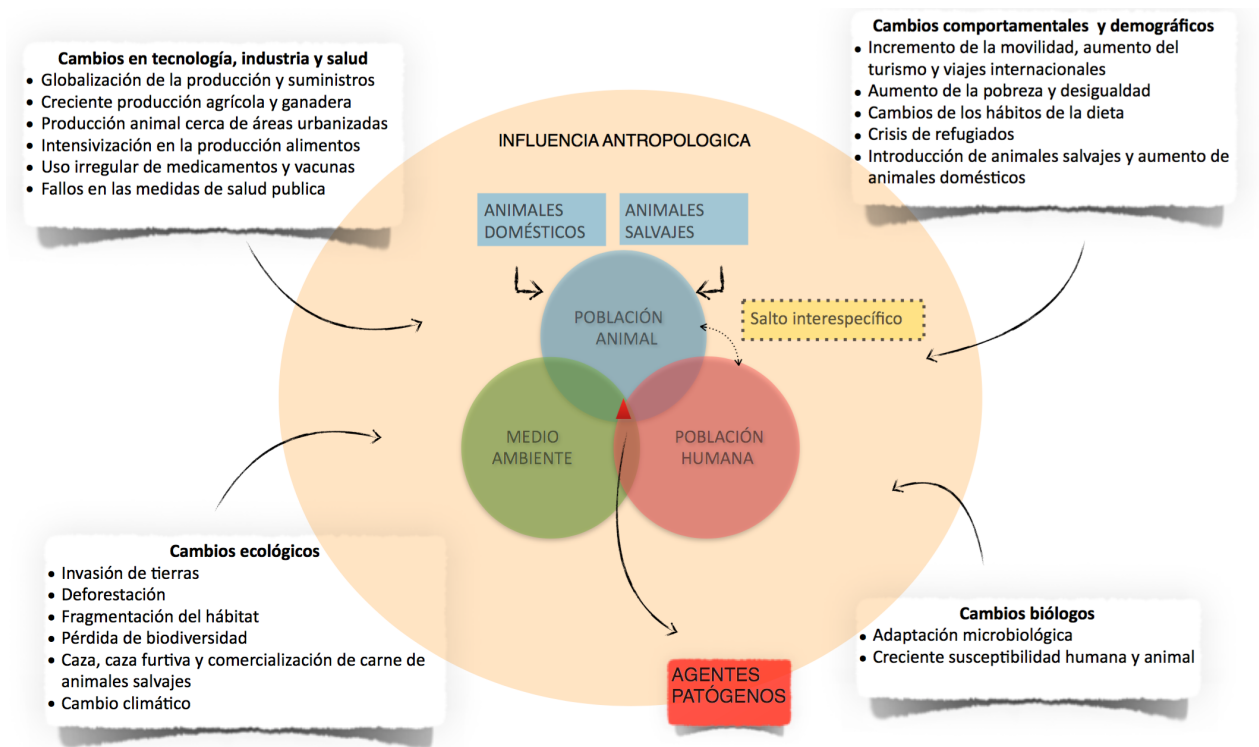 Cambios en tecnología, industria y salud
• Globalización de la producción y suministros
• Creciente producción agrícola y ganadera
• Producción animal cerca de áreas urbanizadas
• Intensivización en la producción alimentos
• Uso irregular de medicamentos y vacunas
• Fallos en las medidas de salud publica
Cambios comportamentales y demográficos
• Incremento de la movilidad, aumento del
turismo y viajes internacionales
• Aumento de la pobreza y desigualdad
• Cambios de los hábitos de la dieta
• Crisis de refugiados
• Introducción de animales salvajes y aumento de
animales domésticos
INFLUENCIA ANTROPOLOGICA
ANIMALES
DOMÉSTICOS
ANIMALES
SALVAJES
POBLACIÓN
ANIMAL
Salto interespecífico
MEDIO
AMBIENTE
POBLACIÓN
HUMANA
Cambios ecológicos
• Invasión de tierras
• Deforestación
• Fragmentación del hábitat
• Pérdida de biodiversidad
• Caza, caza furtiva y comercialización de carne de
animales salvajes
• Cambio climático
Cambios biólogos
• Adaptación microbiológica
• Creciente susceptibilidad humana y animal
AGENTES
PATÓGENOS